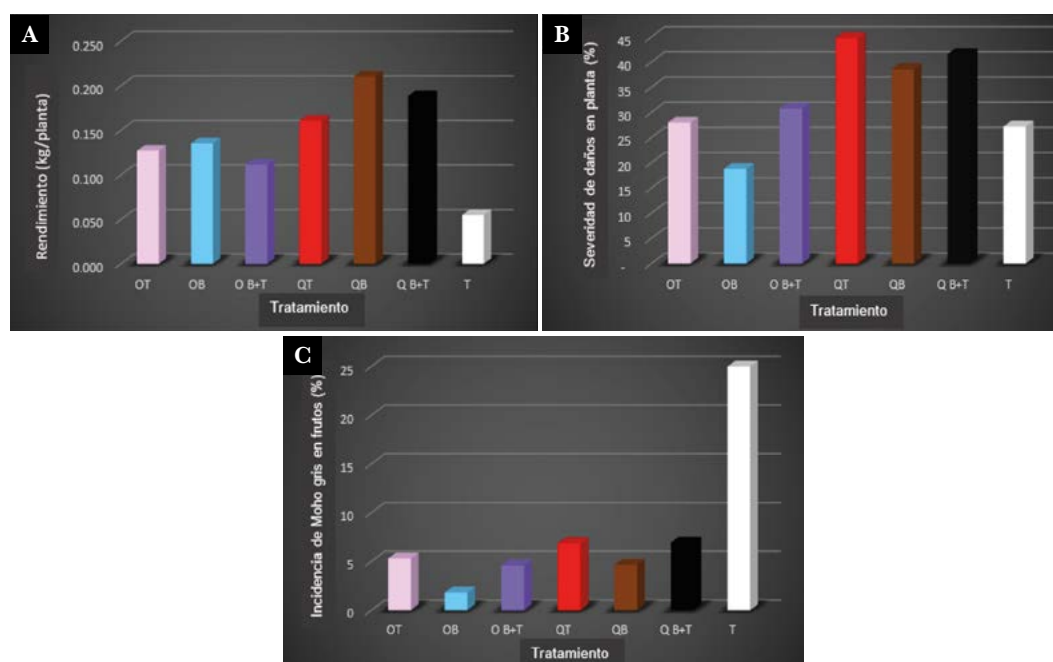 A
Rendimiento (kg/planta)
0.250
0.200
0.150
0.100
0.050
0.000
OT OB O B+T QT QB Q B+T T
Tratamiento
B
Severidad de daños en planta (%)
45
40
35
30
25
20
15
10
5
-
OT OB O B+T QT QB Q B+T T
Tratamiento
C
Incidencia de Moho gris en frutos (%)
25
20
15
10
5
0
OT OB O B+T QT QB Q B+T T
Tratamiento